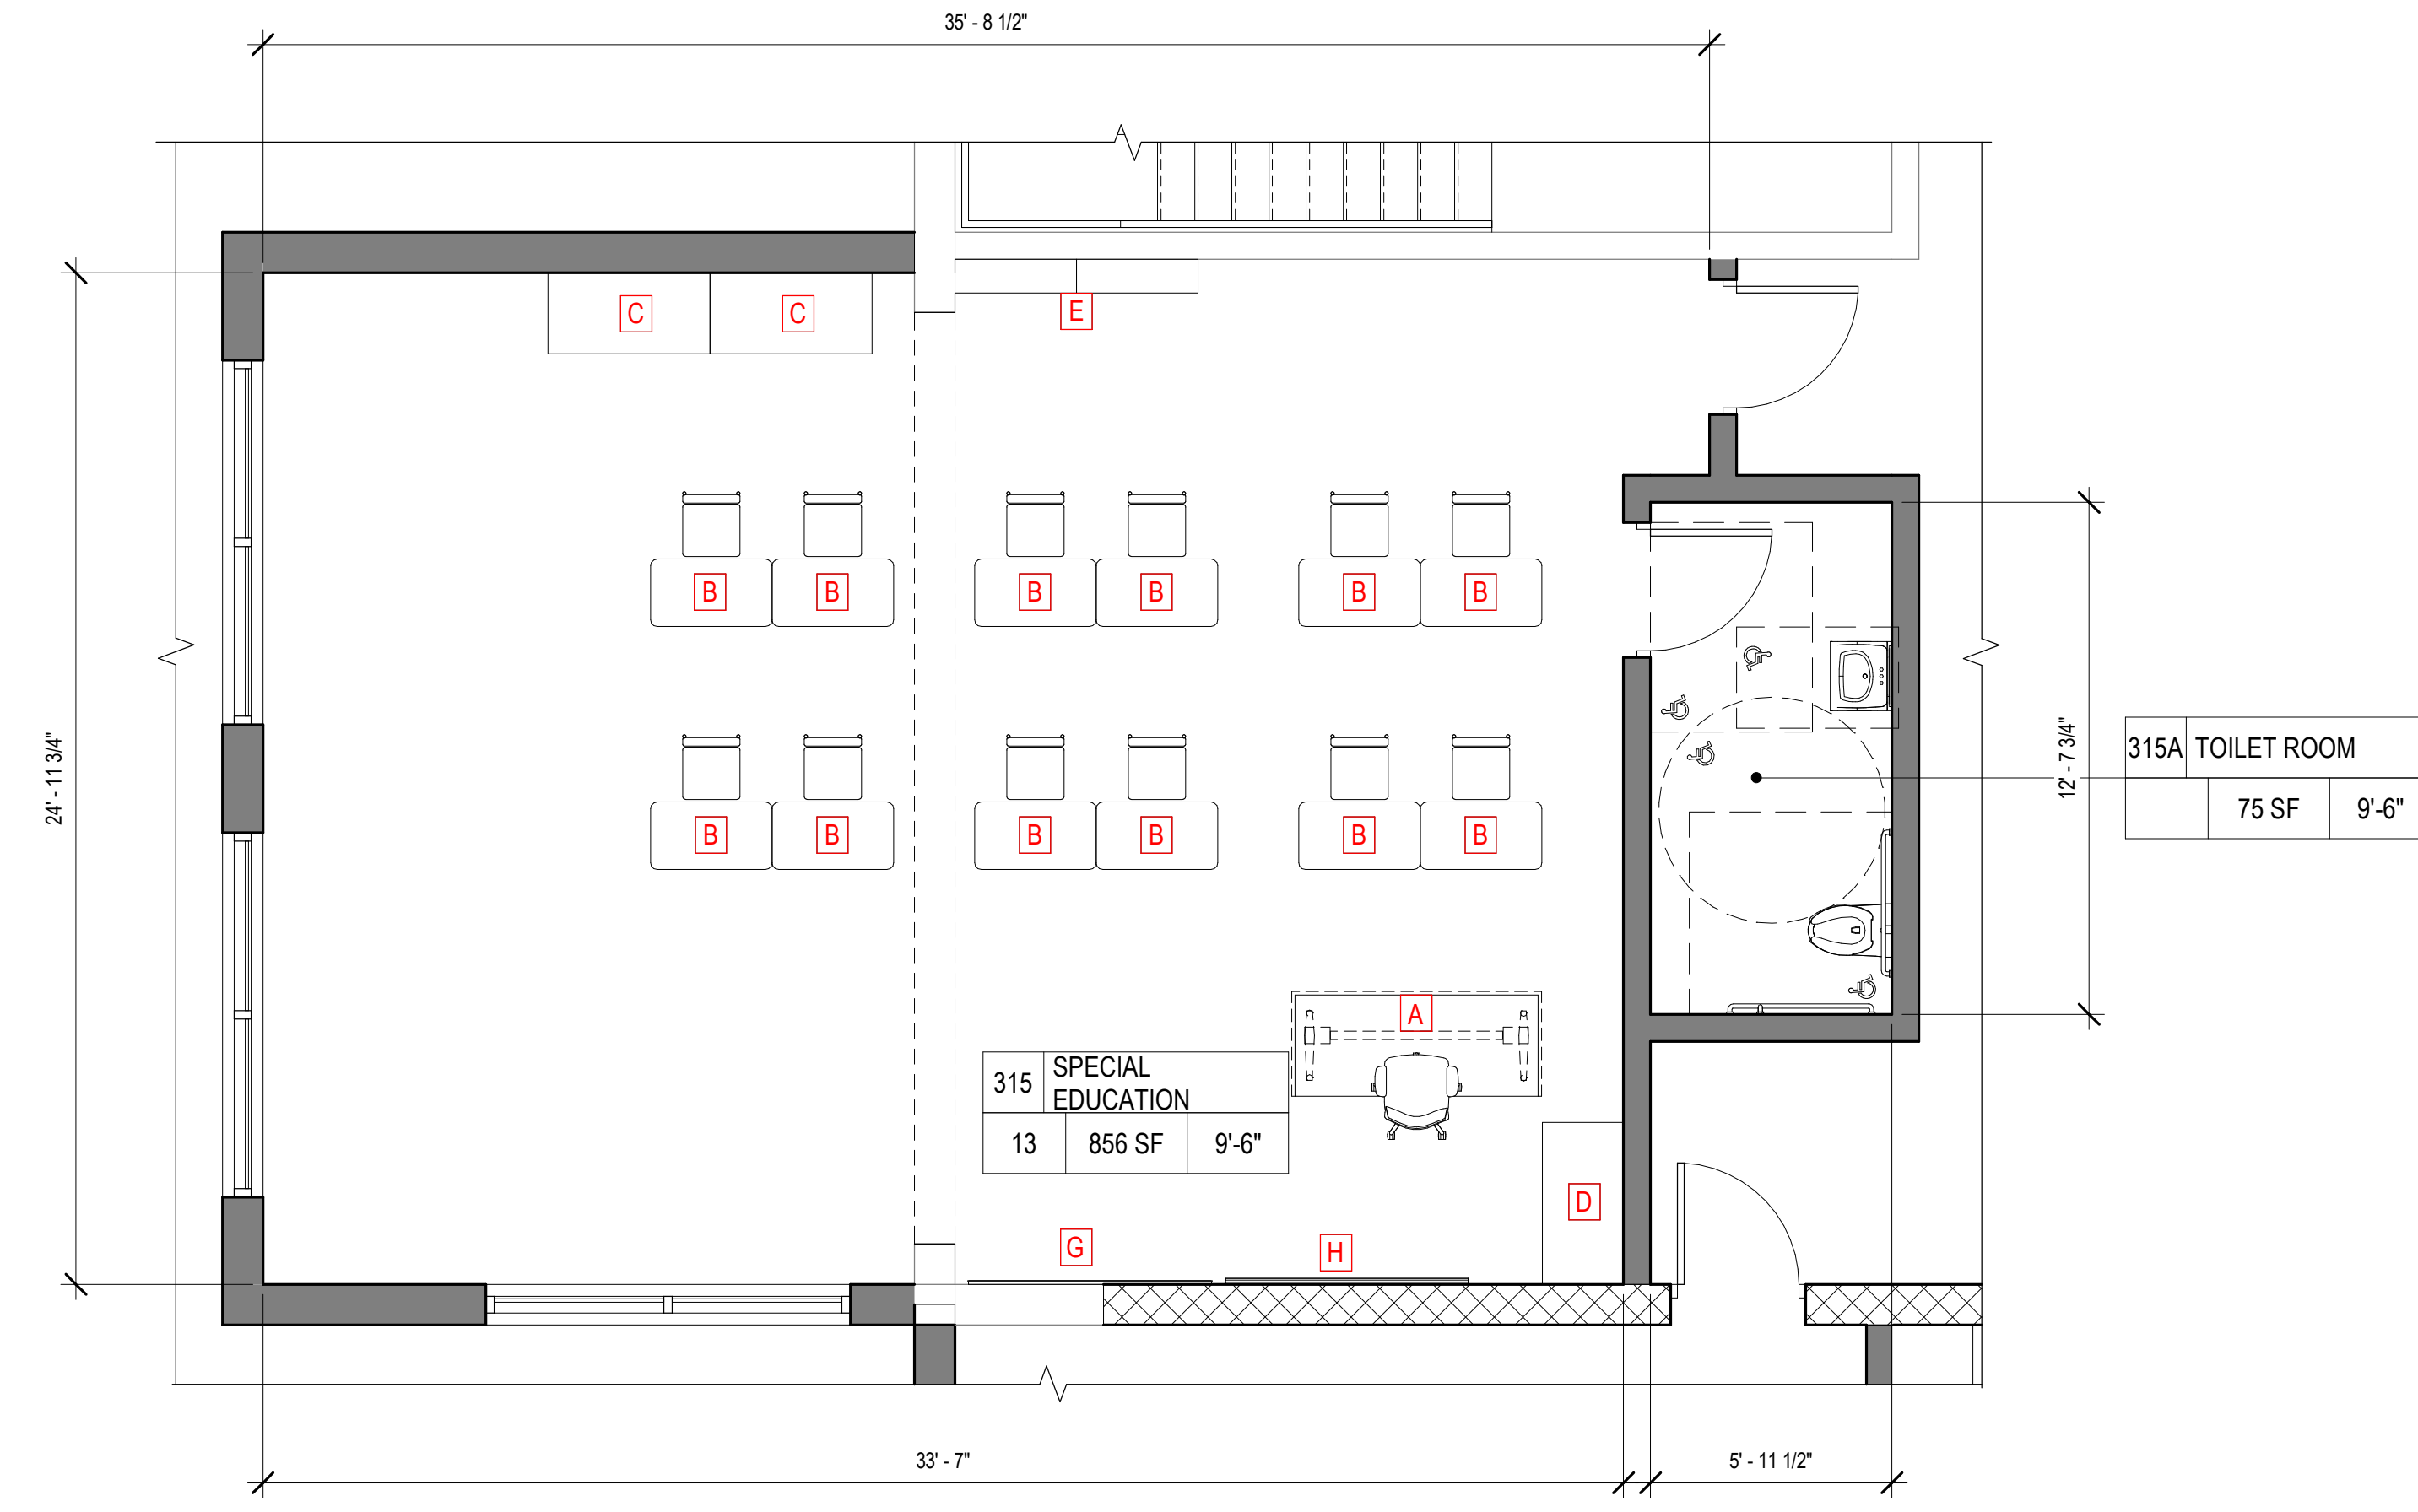 35' - 8 1/2"
C
C
E
B
B
B
B
B
B
24' - 11 3/4"
12' - 7 3/4"
315A TOILET ROOM
75 SF 9'-6"
B
B
B
B
B
B
A
315 SPECIAL
EDUCATION
13 856 SF 9'-6"
D
G
H
33' - 7"
5' - 11 1/2"